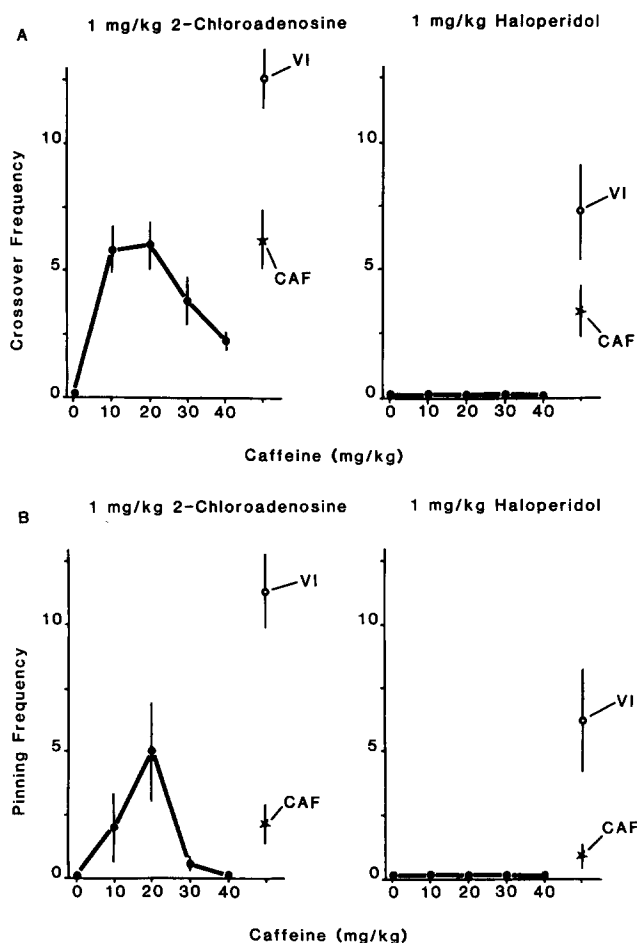 A
1 mg/kg 2-Chloroadenosine
1 mg/kg Haloperidol
Crossover Frequency
10
5
0
VI
CAF
0 10 20 30 40
10
5
0
VI
CAF
0 10 20 30 40
Caffeine (mg/kg)
B
1 mg/kg 2-Chloroadenosine
1 mg/kg Haloperidol
Pinning Frequency
10
5
0
VI
CAF
0 10 20 30 40
10
5
0
VI
CAF
0 10 20 30 40
Caffeine (mg/kg)